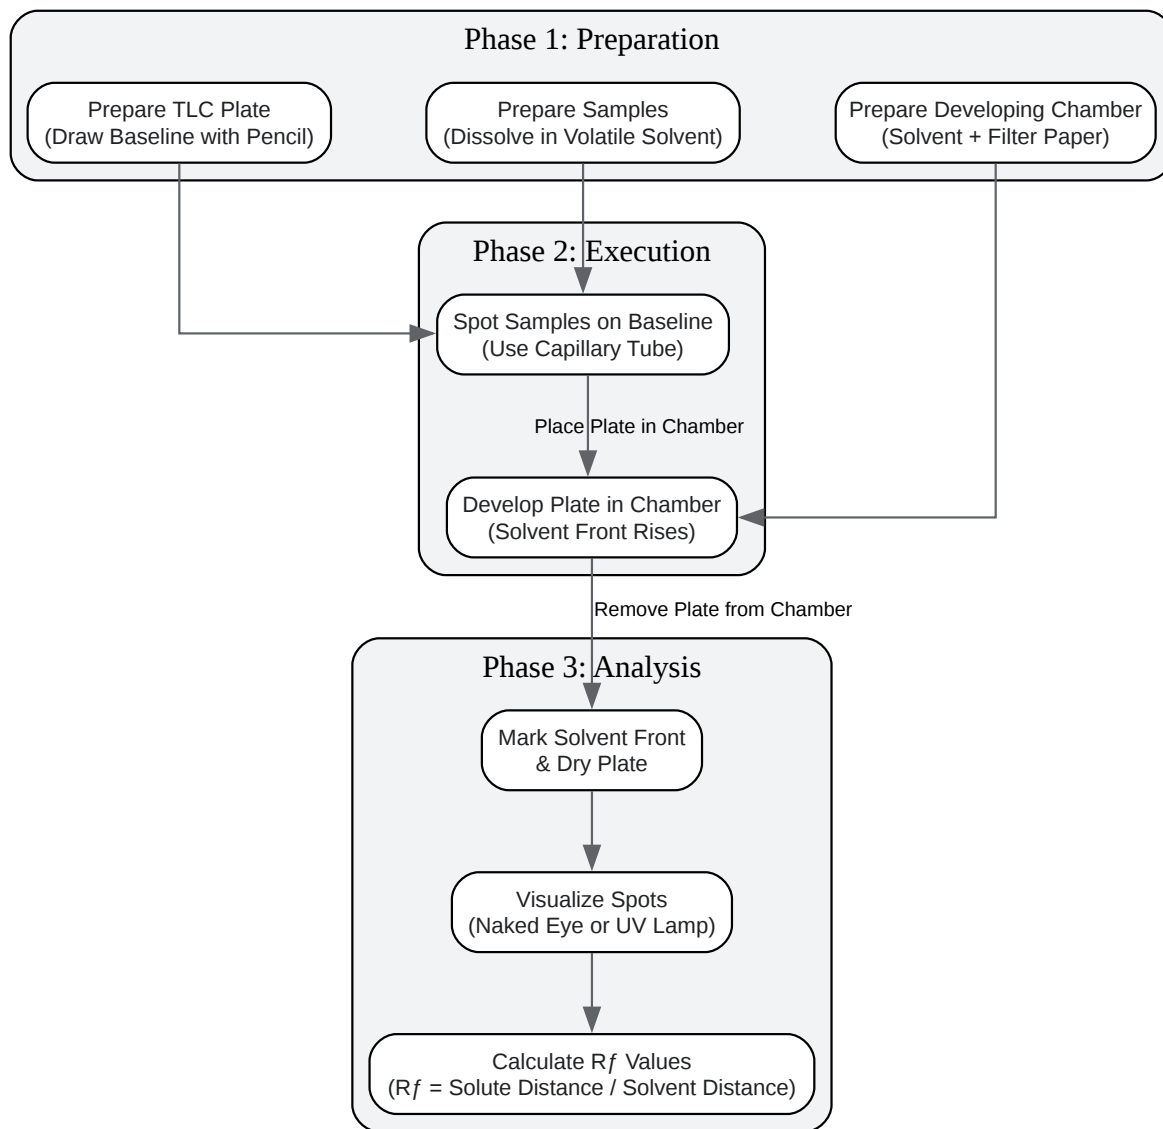 Phase 1: Preparation
Prepare TLC Plate
(Draw Baseline with Pencil)
Prepare Samples
(Dissolve in Volatile Solvent)
Prepare Developing Chamber
(Solvent + Filter Paper)
Phase 2: Execution
Spot Samples on Baseline
(Use Capillary Tube)
Place Plate in Chamber
Develop Plate in Chamber
(Solvent Front Rises)
Remove Plate from Chamber
Phase 3: Analysis
Mark Solvent Front
& Dry Plate
Visualize Spots
(Naked Eye or UV Lamp)
Calculate Rƒ Values
(Rƒ = Solute Distance / Solvent Distance)